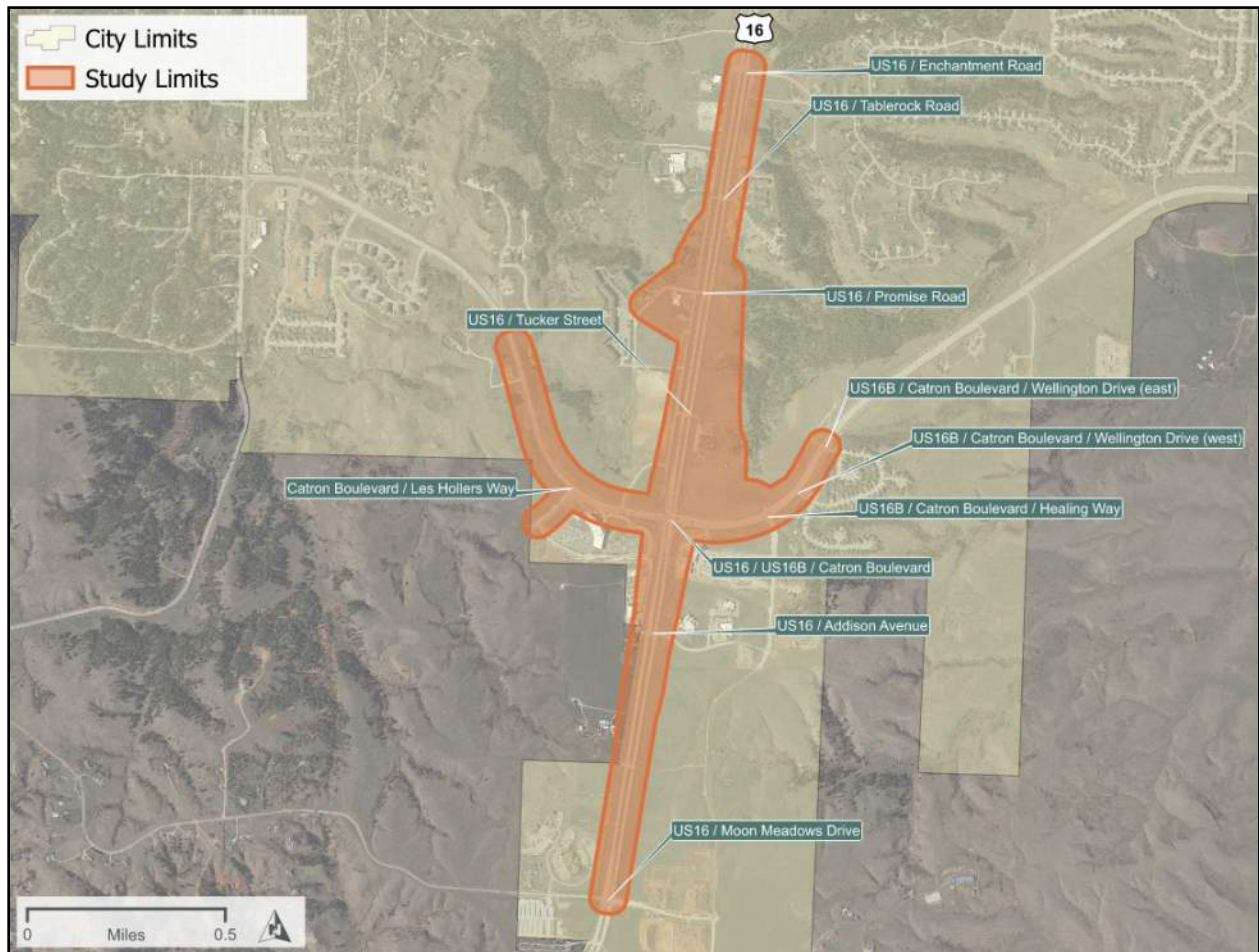 City Limits
Study Limits
16
US16 / Enchantment Road
US16 / Tablerock Road
US16 / Promise Road
US16 / Tucker Street
US16B / Catron Boulevard / Wellington Drive (east)
US16B / Catron Boulevard / Wellington Drive (west)
Catron Boulevard / Les Hollers Way
US16B / Catron Boulevard / Healing Way
US16 / US16B / Catron Boulevard
US16 / Addison Avenue
US16 / Moon Meadows Drive
0 Miles 0.5